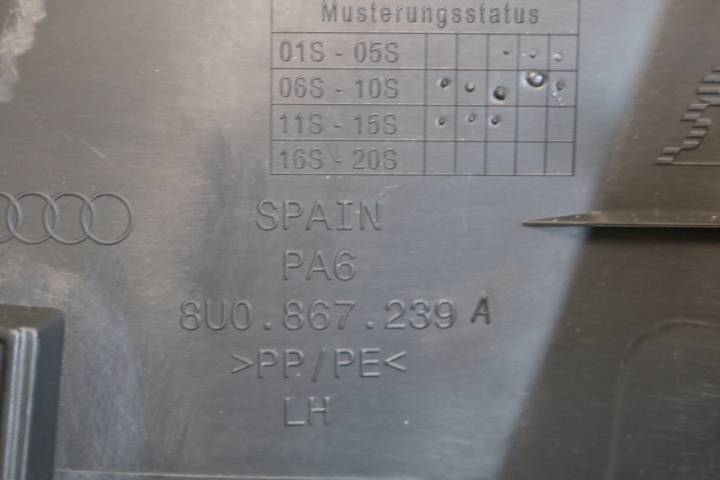 Musterungsstatus
01S - 05S
06S - 10S
11S - 15S
16S - 20S
SPAIN
PA6
8U0.867.239 A
>PP/PE<
LH